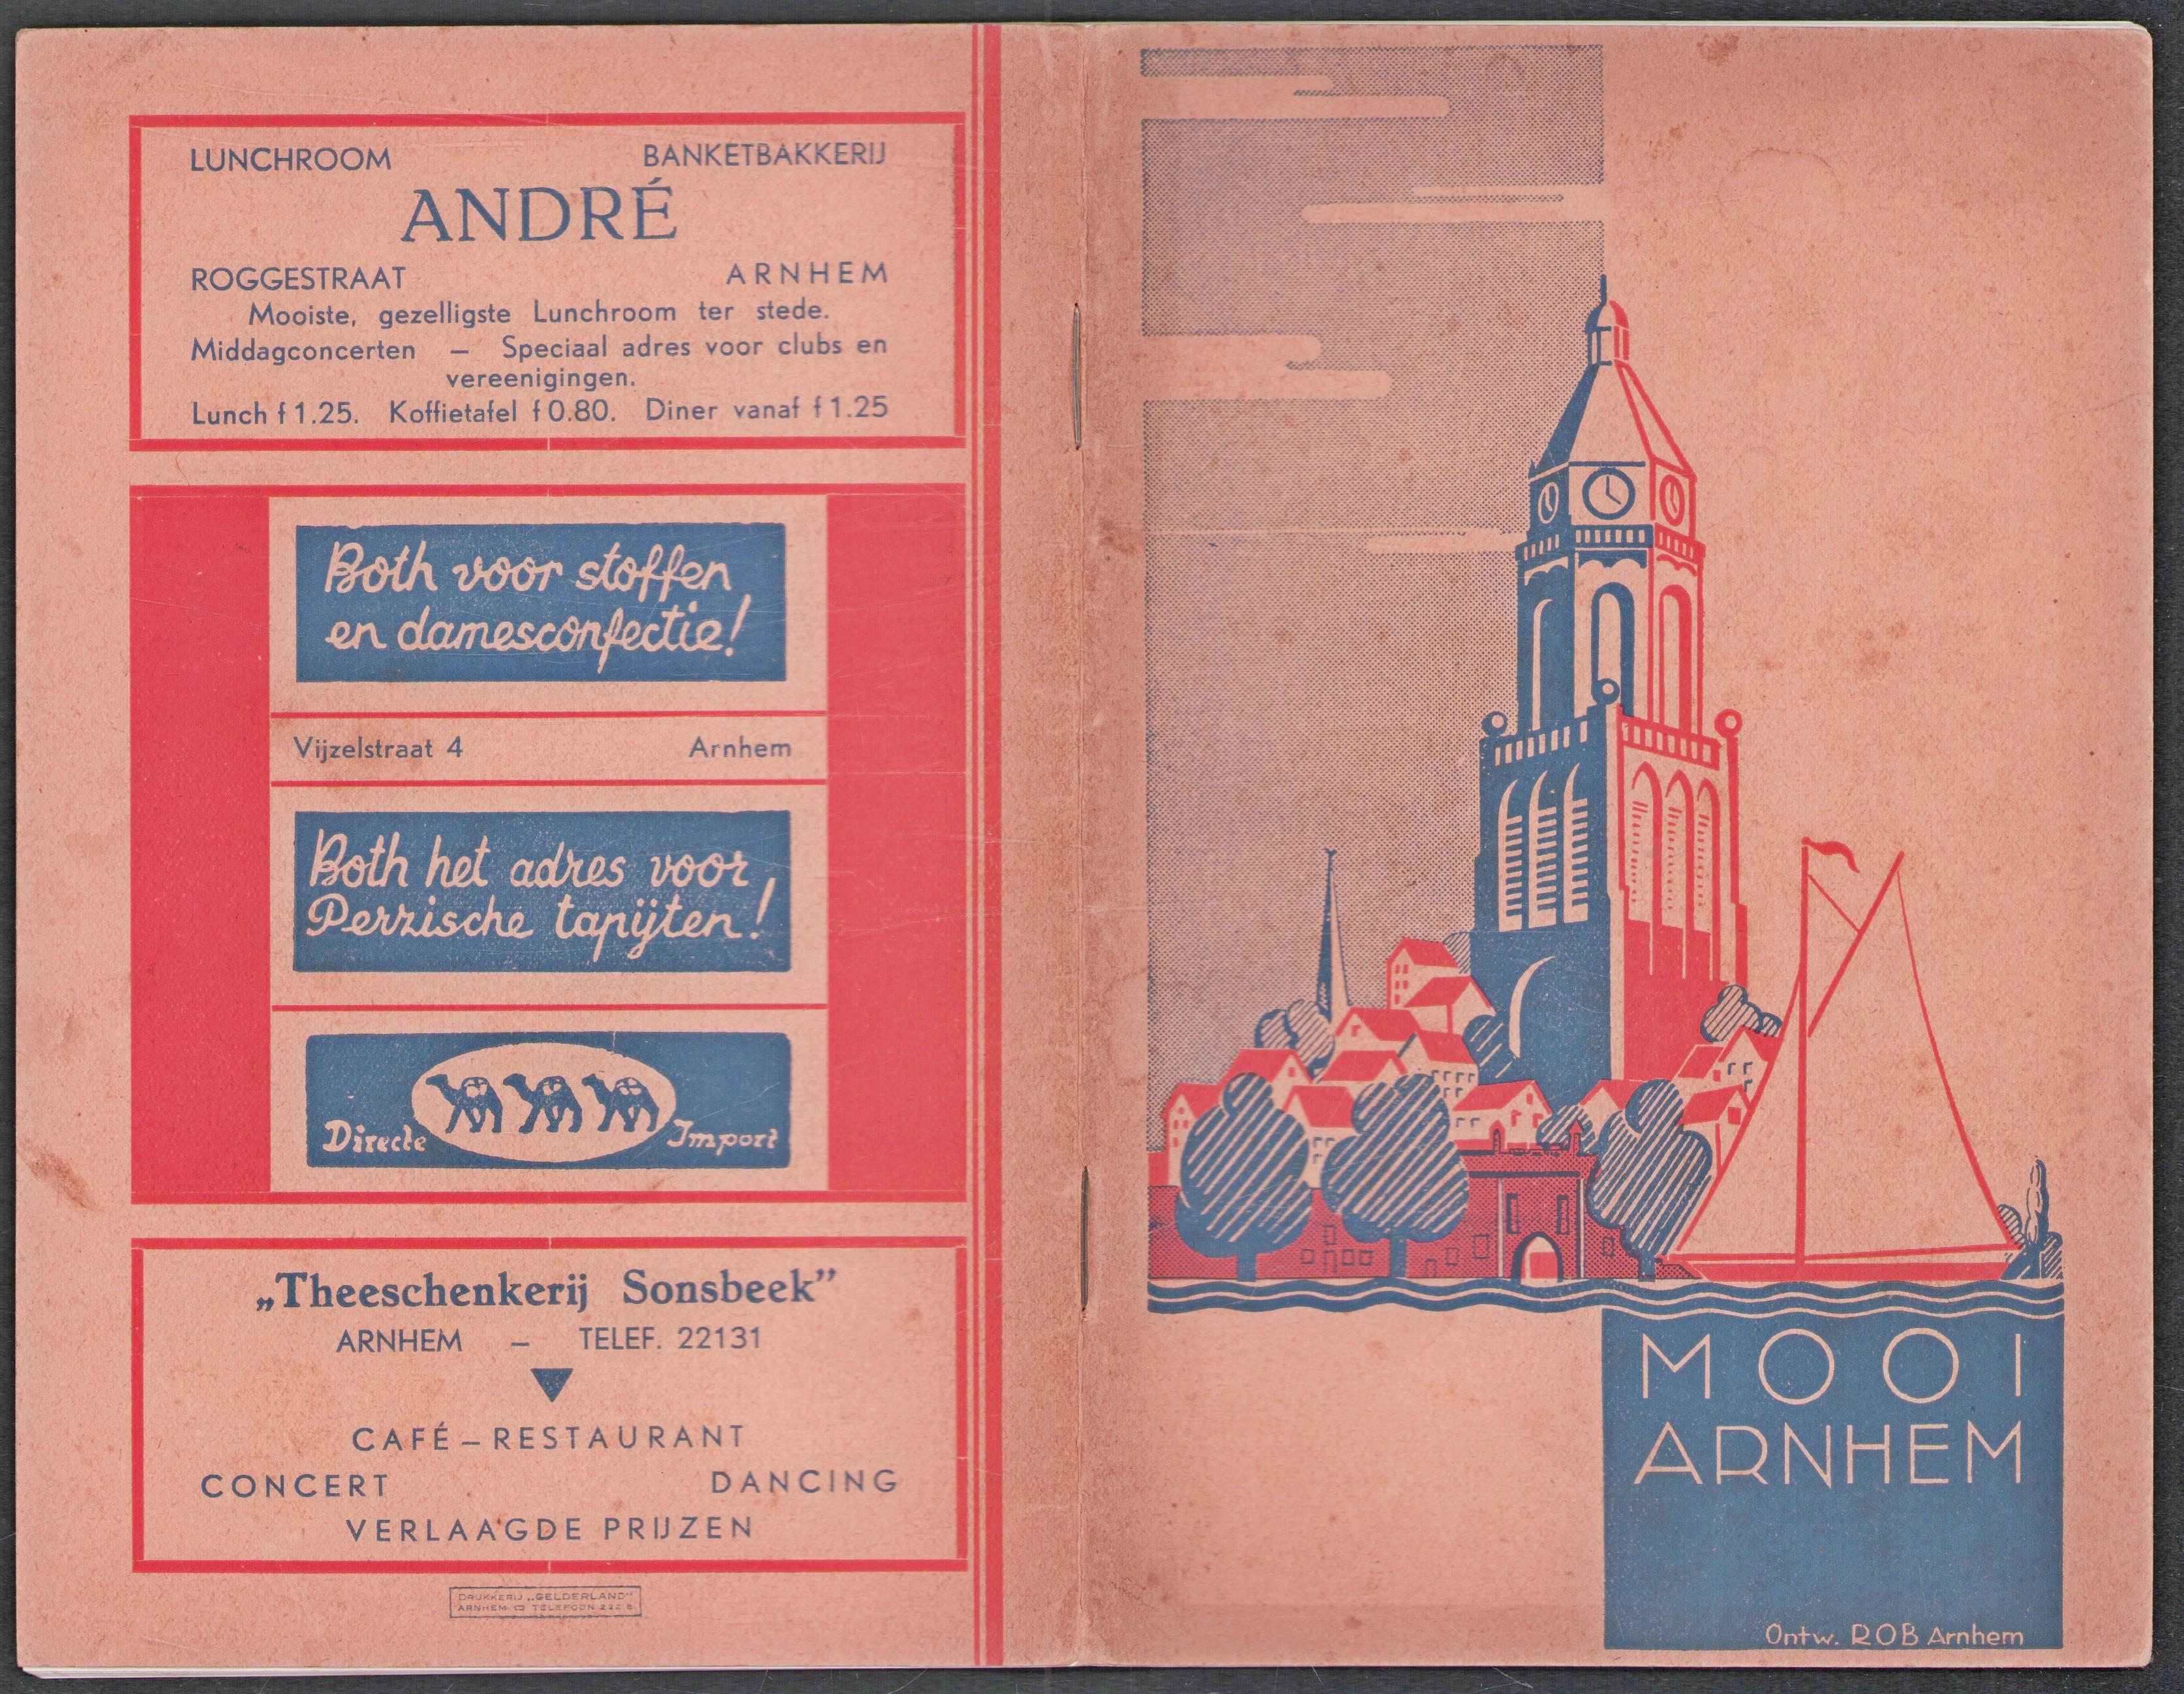 LUNCHROOM BANKETBAKKERIJ
ANDRÉ
ROGGESTRAAT ARNHEM
Mooiste, gezelligste Lunchroom ter stede.
Middagconcerten – Speciaal adres voor clubs en
vereenigingen.
Lunch f 1.25. Koffietafel f 0.80. Diner vanaf f 1.25
Both voor stoffen
en damesconfectie!
Vijzelstraat 4 Arnhem
Both het adres voor
Perzische tapijten!
Directe Import
„Theeschenkerij Sonsbeek”
ARNHEM – TELEF. 22131
CAFÉ – RESTAURANT
CONCERT DANCING
VERLAAGDE PRIJZEN
DRUKKERIJ „GELDERLAND”
ARNHEM TELEFOON
MOOI
ARNHEM
Ontw. ROB Arnhem